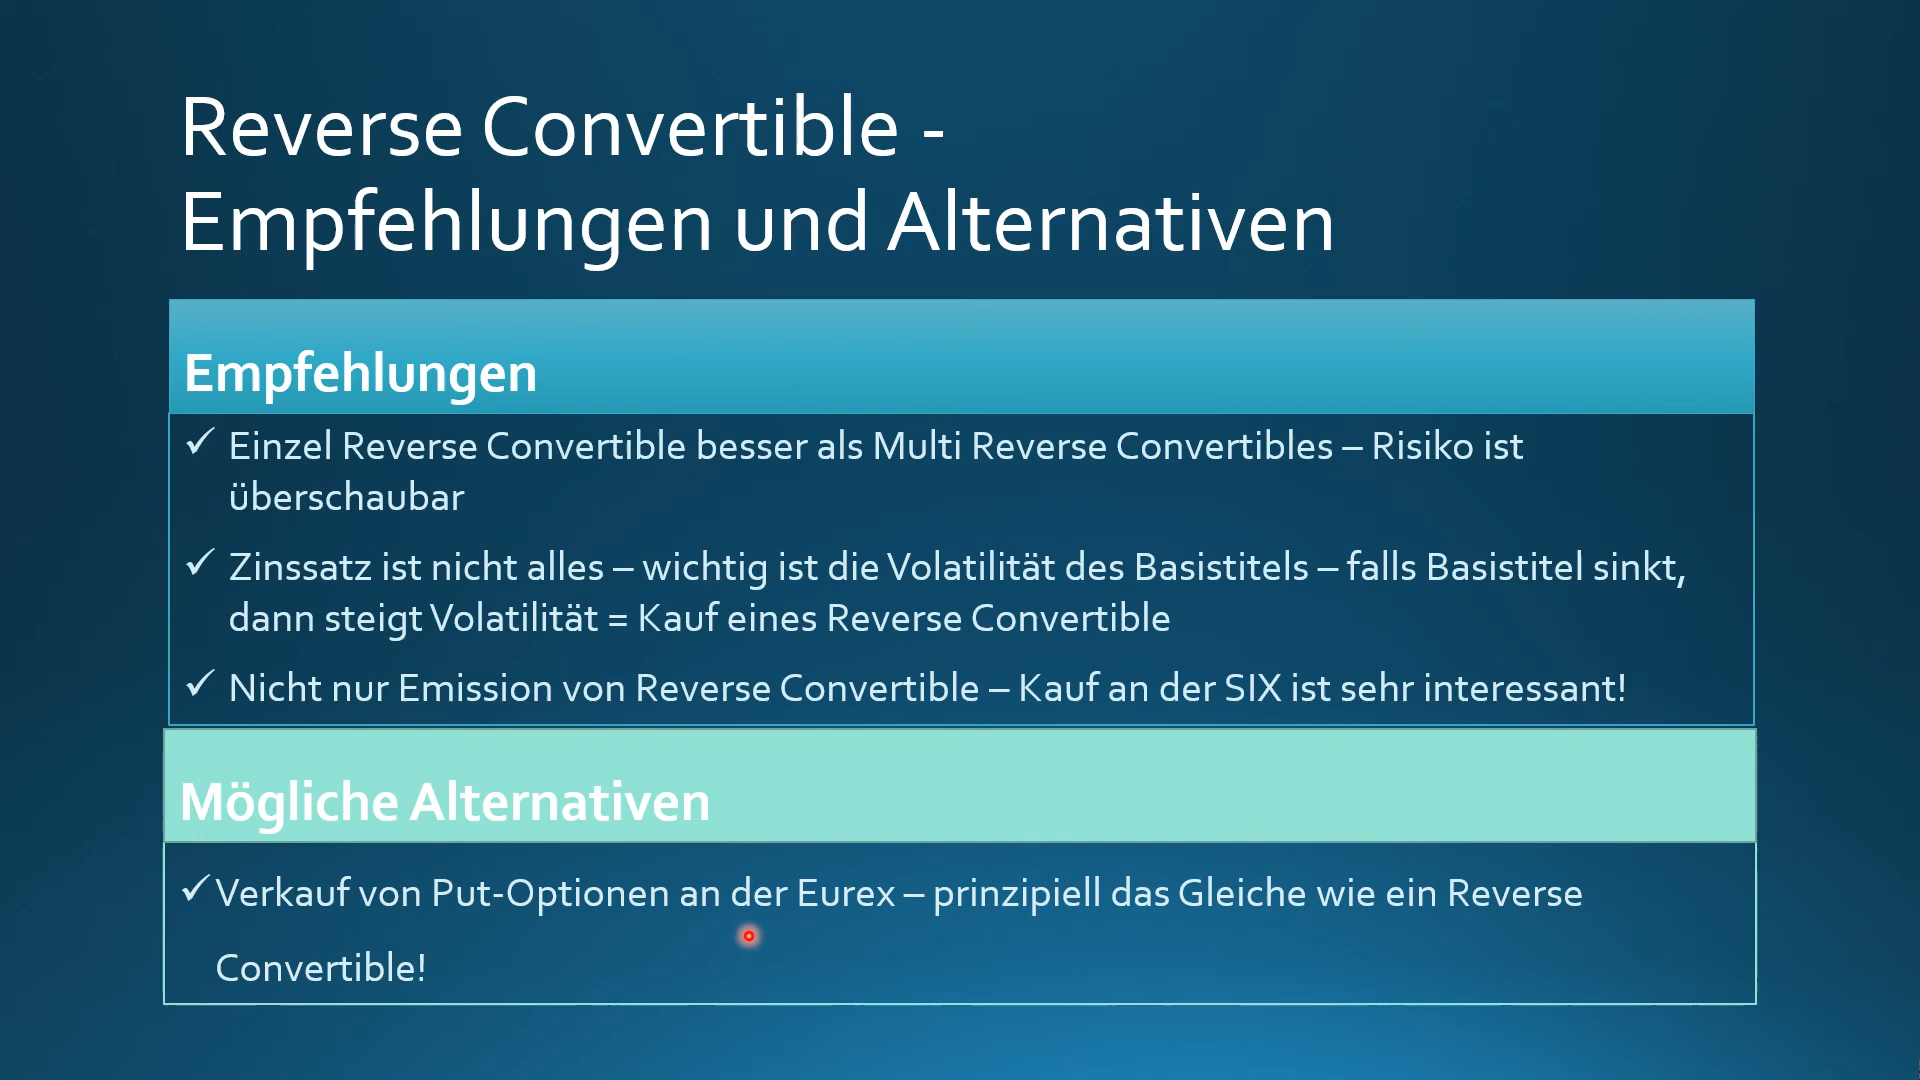 Reverse Convertible -
Empfehlungen und Alternativen
Empfehlungen
✓ Einzel Reverse Convertible besser als Multi Reverse Convertibles – Risiko ist
überschaubar
✓ Zinssatz ist nicht alles – wichtig ist die Volatilität des Basistitels – falls Basistitel sinkt,
dann steigt Volatilität = Kauf eines Reverse Convertible
✓ Nicht nur Emission von Reverse Convertible – Kauf an der SIX ist sehr interessant!
Mögliche Alternativen
✓ Verkauf von Put-Optionen an der Eurex – prinzipiell das Gleiche wie ein Reverse
Convertible!